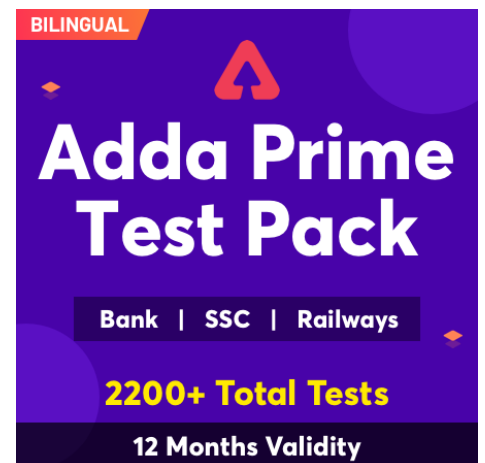 BILINGUAL
Adda Prime
Test Pack
Bank | SSC | Railways
2200+ Total Tests
12 Months Validity